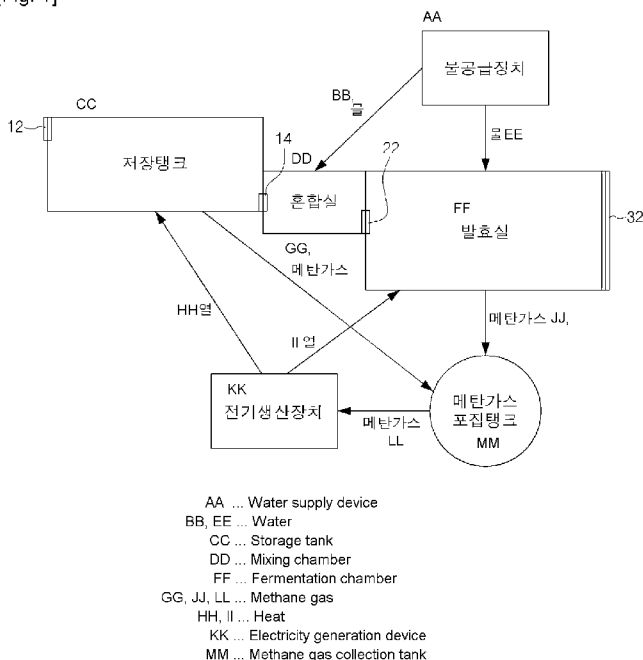 AA
물공급장치
BB,
물
CC
12
저장탱크
14
DD
혼합실
22
물EE
FF
발효실
32
GG,
메탄가스
HH열
II 열
메탄가스 JJ,
KK
전기생산장치
메탄가스
LL
메탄가스
포집탱크
MM
AA ... Water supply device
BB, EE ... Water
CC ... Storage tank
DD ... Mixing chamber
FF ... Fermentation chamber
GG, JJ, LL ... Methane gas
HH, II ... Heat
KK ... Electricity generation device
MM ... Methane gas collection tank